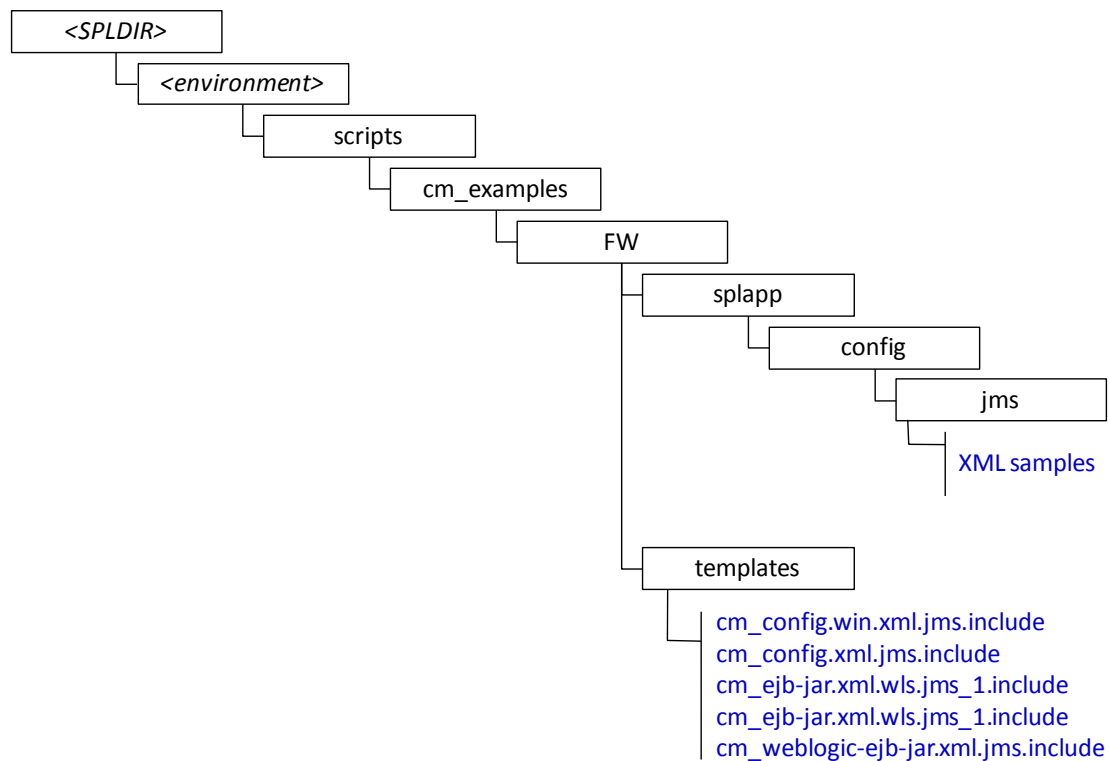 <SPLDIR>
<environment>
scripts
cm_examples
FW
splapp
config
jms
XML samples
templates
cm_config.win.xml.jms.include
cm_config.xml.jms.include
cm_ejb-jar.xml.wls.jms_1.include
cm_ejb-jar.xml.wls.jms_1.include
cm_weblogic-ejb-jar.xml.jms.include